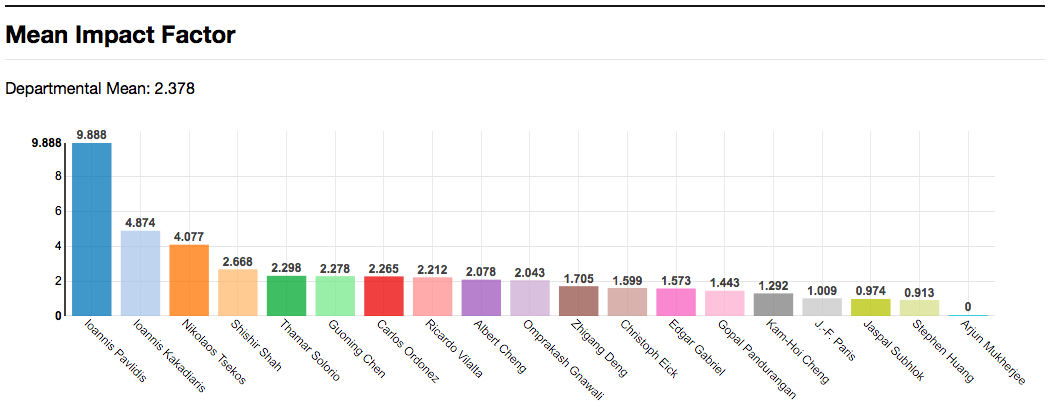 Mean Impact Factor
Departmental Mean: 2.378
9.888
8
6
4
2
0
9.888
4.874
4.077
2.668
2.298
2.278
2.265
2.212
2.078
2.043
1.705
1.599
1.573
1.443
1.292
1.009
0.974
0.913
0
Ioannis Pavlidis
Ioannis Kakadiaris
Nikolaos Tsekos
Shishir Shah
Thamar Solorio
Guoning Chen
Carlos Ordonez
Ricardo Vilalta
Albert Cheng
Omprakash Gnawali
Zhigang Deng
Christoph Eick
Edgar Gabriel
Gopal Pandurangan
Kam-Hoi Cheng
J.-F. Paris
Jaspal Subhlok
Stephen Huang
Arjun Mukherjee